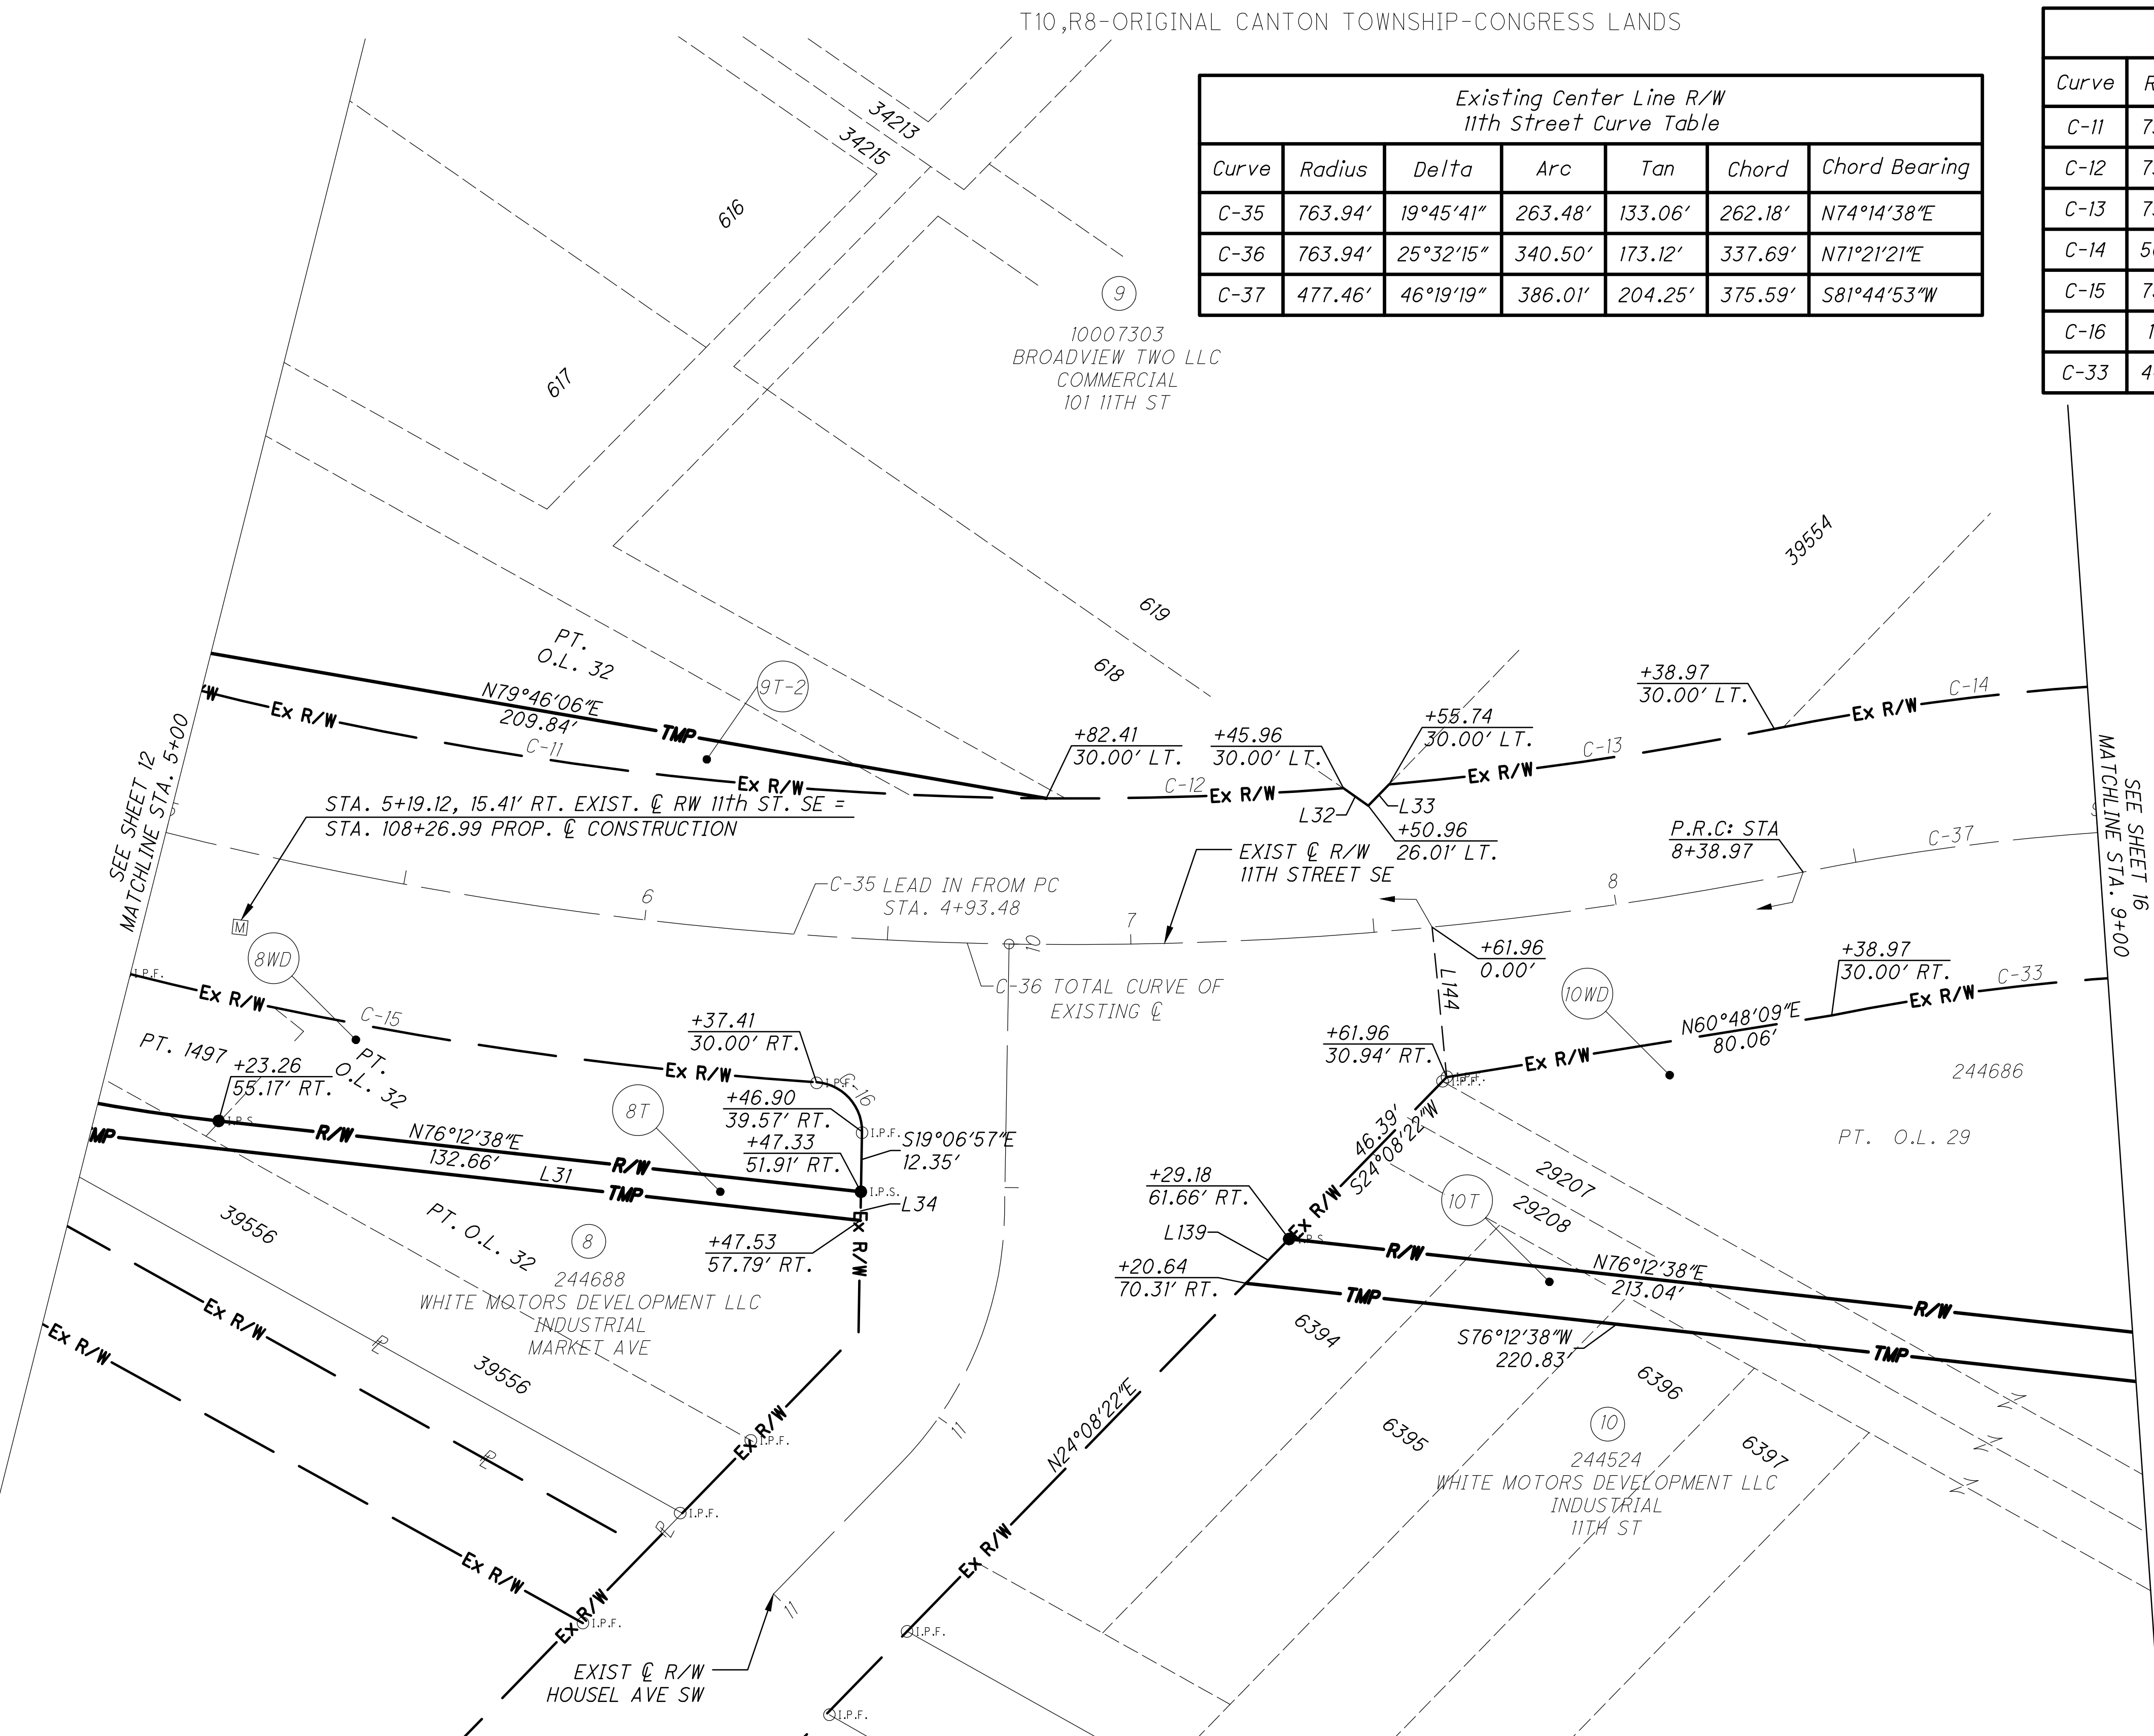 T10,R8-ORIGINAL CANTON TOWNSHIP-CONGRESS LANDS
Existing Center Line R/W
11th Street Curve Table
Curve Radius Delta Arc Tan Chord Chord Bearing
C-35 763.94' 19°45'41" 263.48' 133.06' 262.18' N74°14'38"E
C-36 763.94' 25°32'15" 340.50' 173.12' 337.69' N71°21'21"E
C-37 477.46' 46°19'19" 386.01' 204.25' 375.59' S81°44'53"W
Curve
C-11
C-12
C-13
C-14
C-15
C-16
C-33
34213
34215
616
617
9
10007303
BROADVIEW TWO LLC
COMMERCIAL
101 11TH ST
619
618
39554
PT.
O.L. 32
9T-2
N79°46'06"E
209.84'
TMP
Ex R/W
C-11
Ex R/W
SEE SHEET 12
MATCHLINE STA. 5+00
STA. 5+19.12, 15.41' RT. EXIST. ℄ RW 11th ST. SE =
STA. 108+26.99 PROP. ℄ CONSTRUCTION
M
+82.41
30.00' LT.
+45.96
30.00' LT.
C-12
Ex R/W
L32
L33
+55.74
30.00' LT.
+50.96
26.01' LT.
C-13
Ex R/W
+38.97
30.00' LT.
Ex R/W
C-14
P.R.C: STA
8+38.97
C-37
SEE SHEET 16
MATCHLINE STA. 9+00
EXIST ℄ R/W
11TH STREET SE
C-35 LEAD IN FROM PC
STA. 4+93.48
6
7
8
10
C-36 TOTAL CURVE OF
EXISTING ℄
+61.96
0.00'
L144
8WD
I.P.F.
Ex R/W
C-15
PT. 1497
PT.
O.L. 32
+23.26
55.17' RT.
I.P.S.
Ex R/W
+37.41
30.00' RT.
I.P.F.
C-16
+46.90
39.57' RT.
I.P.F.
S19°06'57"E
12.35'
+47.33
51.91' RT.
I.P.S.
L34
8T
R/W
N76°12'38"E
132.66'
R/W
L31
TMP
+47.53
57.79' RT.
Ex R/W
39556
PT. O.L. 32
8
244688
WHITE MOTORS DEVELOPMENT LLC
INDUSTRIAL
MARKET AVE
39556
Ex R/W
Ex R/W
Ex R/W
Ex R/W
Ex R/W
I.P.F.
I.P.F.
I.P.F.
EXIST ℄ R/W
HOUSEL AVE SW
11
11
+61.96
30.94' RT.
I.P.F.
Ex R/W
10WD
N60°48'09"E
80.06'
+38.97
30.00' RT.
Ex R/W
C-33
244686
PT. O.L. 29
46.39'
S24°08'22"W
Ex R/W
+29.18
61.66' RT.
L139
+20.64
70.31' RT.
29207
29208
10T
R/W
N76°12'38"E
213.04'
R/W
TMP
S76°12'38"W
220.83'
TMP
6394
6395
6396
6397
10
244524
WHITE MOTORS DEVELOPMENT LLC
INDUSTRIAL
11TH ST
N24°08'22"E
Ex R/W
I.P.F.
I.P.F.